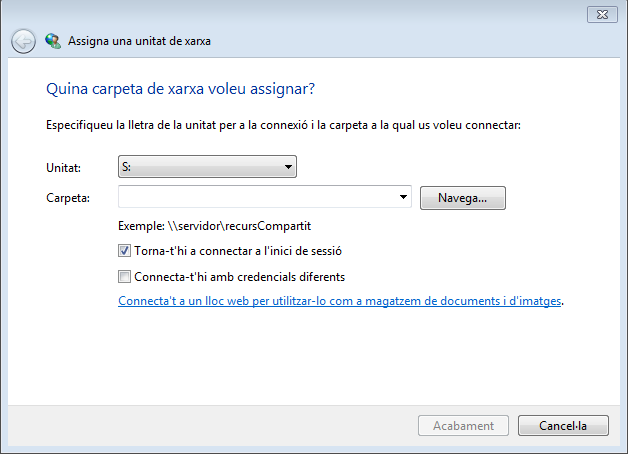 Assigna una unitat de xarxa
Quina carpeta de xarxa voleu assignar?
Especifiqueu la lletra de la unitat per a la connexió i la carpeta a la qual us voleu connectar:
Unitat: S:
Carpeta: Navega...
Exemple: \\servidor\recursCompartit
Torna-t'hi a connectar a l'inici de sessió
Connecta-t'hi amb credencials diferents
Connecta't a un lloc web per utilitzar-lo com a magatzem de documents i d'imatges.
Acabament Cancel·la